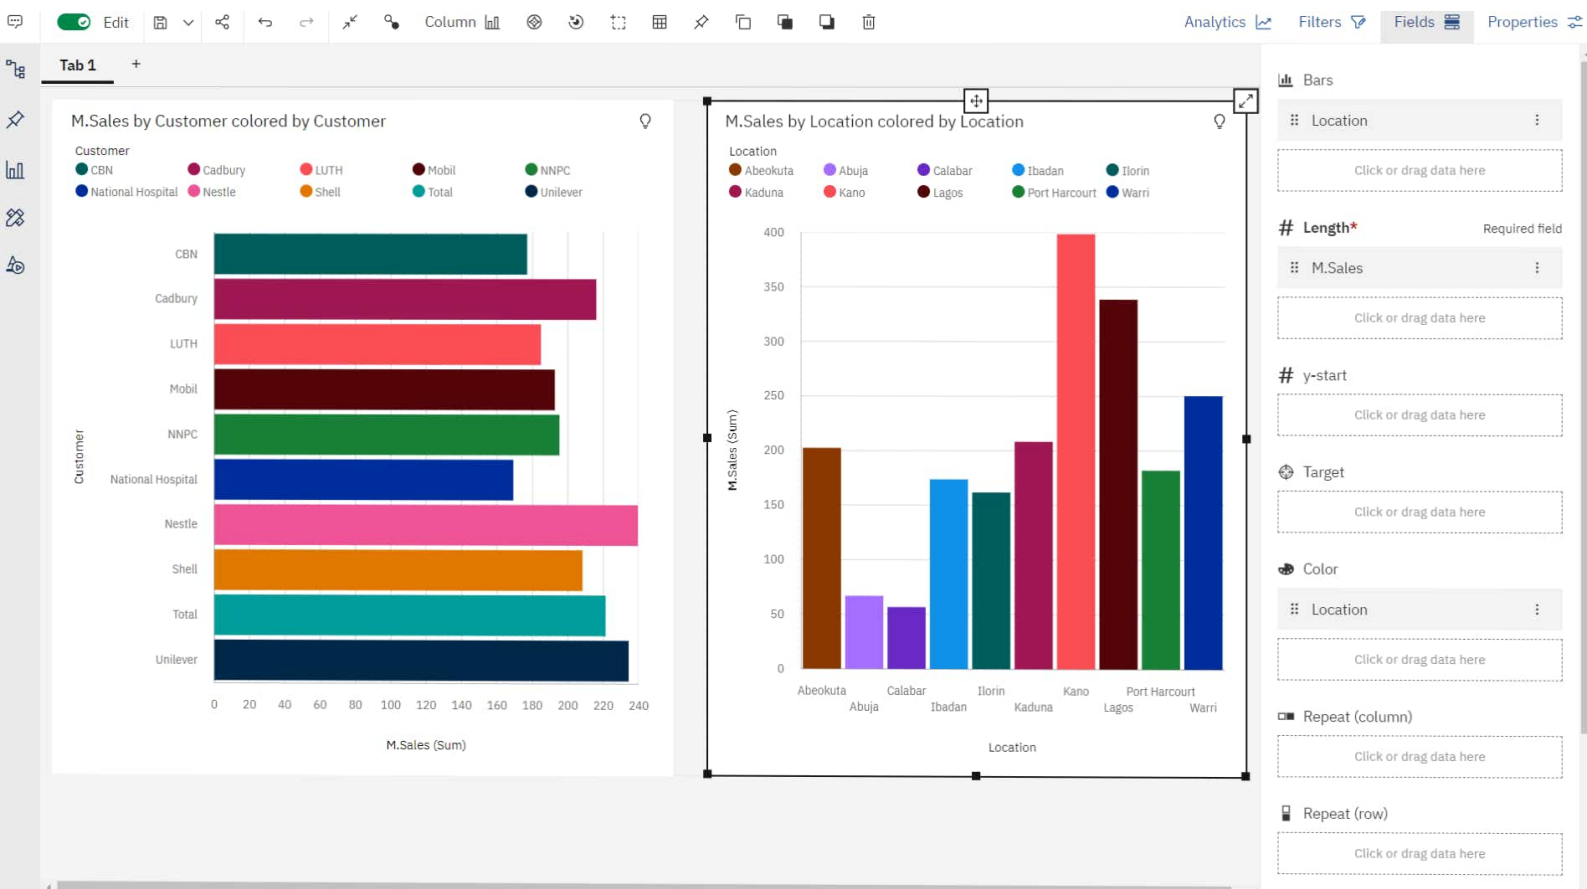 Edit
Column
Analytics
Filters
Fields
Properties
Tab 1
+
M.Sales by Customer colored by Customer
Customer
CBN Cadbury LUTH Mobil NNPC
National Hospital Nestle Shell Total Unilever
CBN
Cadbury
LUTH
Mobil
NNPC
National Hospital
Nestle
Shell
Total
Unilever
Customer
0 20 40 60 80 100 120 140 160 180 200 220 240
M.Sales (Sum)
M.Sales by Location colored by Location
Location
Abeokuta Abuja Calabar Ibadan Ilorin
Kaduna Kano Lagos Port Harcourt Warri
400
350
300
250
200
150
100
50
0
M.Sales (Sum)
Abeokuta Calabar Ilorin Kano Port Harcourt
Abuja Ibadan Kaduna Lagos Warri
Location
Bars
Location
Click or drag data here
# Length* Required field
M.Sales
Click or drag data here
# y-start
Click or drag data here
Target
Click or drag data here
Color
Location
Click or drag data here
Repeat (column)
Click or drag data here
Repeat (row)
Click or drag data here